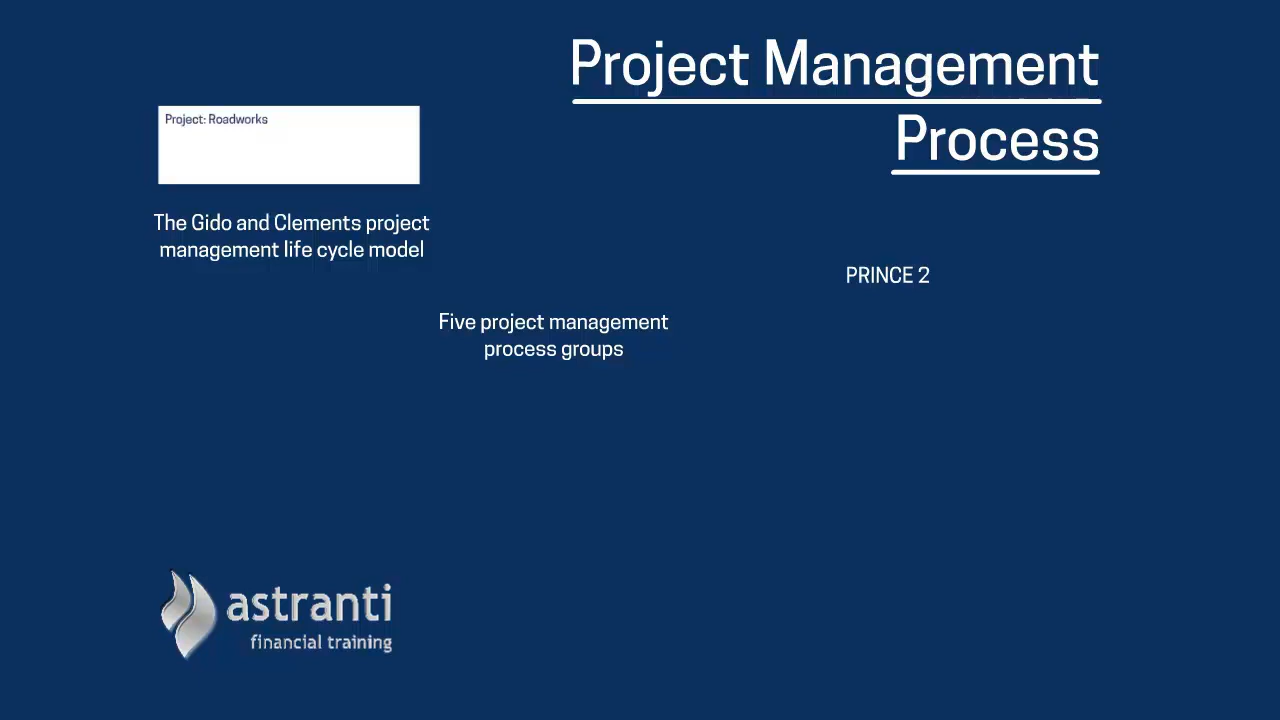 Project Management
Process
Project: Roadworks
The Gido and Clements project
management life cycle model
PRINCE 2
Five project management
process groups
astranti
financial training